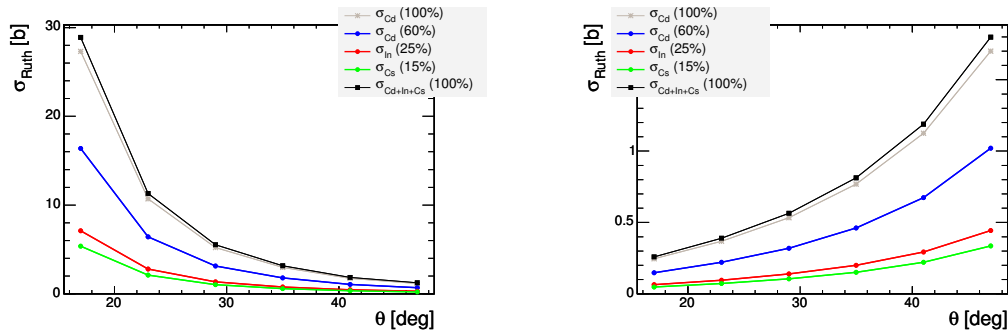 σ_Ruth [b]
30
20
10
0
20
30
40
θ [deg]
σ_Cd (100%)
σ_Cd (60%)
σ_In (25%)
σ_Cs (15%)
σ_Cd+In+Cs (100%)
σ_Ruth [b]
1
0.5
0
20
30
40
θ [deg]
σ_Cd (100%)
σ_Cd (60%)
σ_In (25%)
σ_Cs (15%)
σ_Cd+In+Cs (100%)